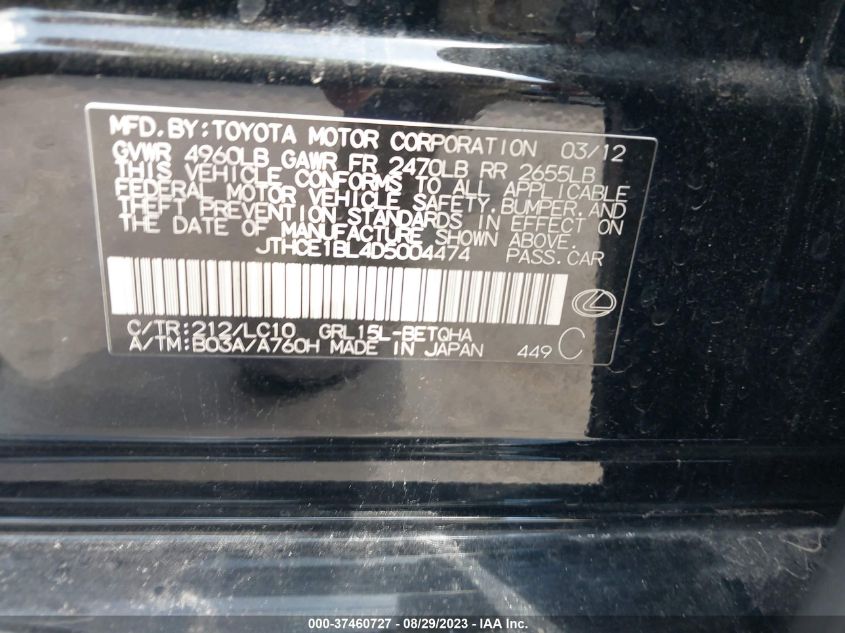 MFD.BY:TOYOTA MOTOR CORPORATION 03/12
GVWR 4960LB GAWR FR 2470LB RR 2655LB
THIS VEHICLE CONFORMS TO ALL APPLICABLE
FEDERAL MOTOR VEHICLE SAFETY,BUMPER,AND
THEFT PREVENTION STANDARDS IN EFFECT ON
THE DATE OF MANUFACTURE SHOWN ABOVE.
JTHCE1BL4D5004474 PASS.CAR
C/TR:212/LC10 GRL15L-BETQHA
A/TM:B03A/A760H MADE IN JAPAN 449 C
000-37460727 - 08/29/2023 - IAA Inc.